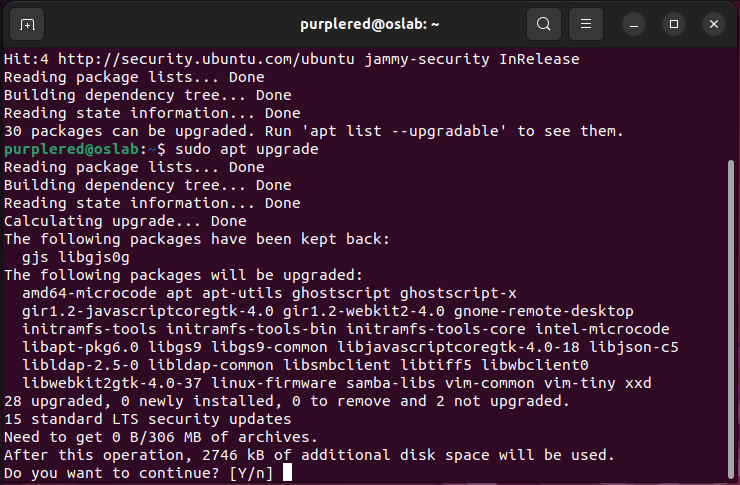 purplered@oslab: ~
Hit:4 http://security.ubuntu.com/ubuntu jammy-security InRelease
Reading package lists... Done
Building dependency tree... Done
Reading state information... Done
30 packages can be upgraded. Run 'apt list --upgradable' to see them.
purplered@oslab:~$ sudo apt upgrade
Reading package lists... Done
Building dependency tree... Done
Reading state information... Done
Calculating upgrade... Done
The following packages have been kept back:
  gjs libgjs0g
The following packages will be upgraded:
  amd64-microcode apt apt-utils ghostscript ghostscript-x
  gir1.2-javascriptcoregtk-4.0 gir1.2-webkit2-4.0 gnome-remote-desktop
  initramfs-tools initramfs-tools-bin initramfs-tools-core intel-microcode
  libapt-pkg6.0 libgs9 libgs9-common libjavascriptcoregtk-4.0-18 libjson-c5
  libldap-2.5-0 libldap-common libsmbclient libtiff5 libwbclient0
  libwebkit2gtk-4.0-37 linux-firmware samba-libs vim-common vim-tiny xxd
28 upgraded, 0 newly installed, 0 to remove and 2 not upgraded.
15 standard LTS security updates
Need to get 0 B/306 MB of archives.
After this operation, 2746 kB of additional disk space will be used.
Do you want to continue? [Y/n]